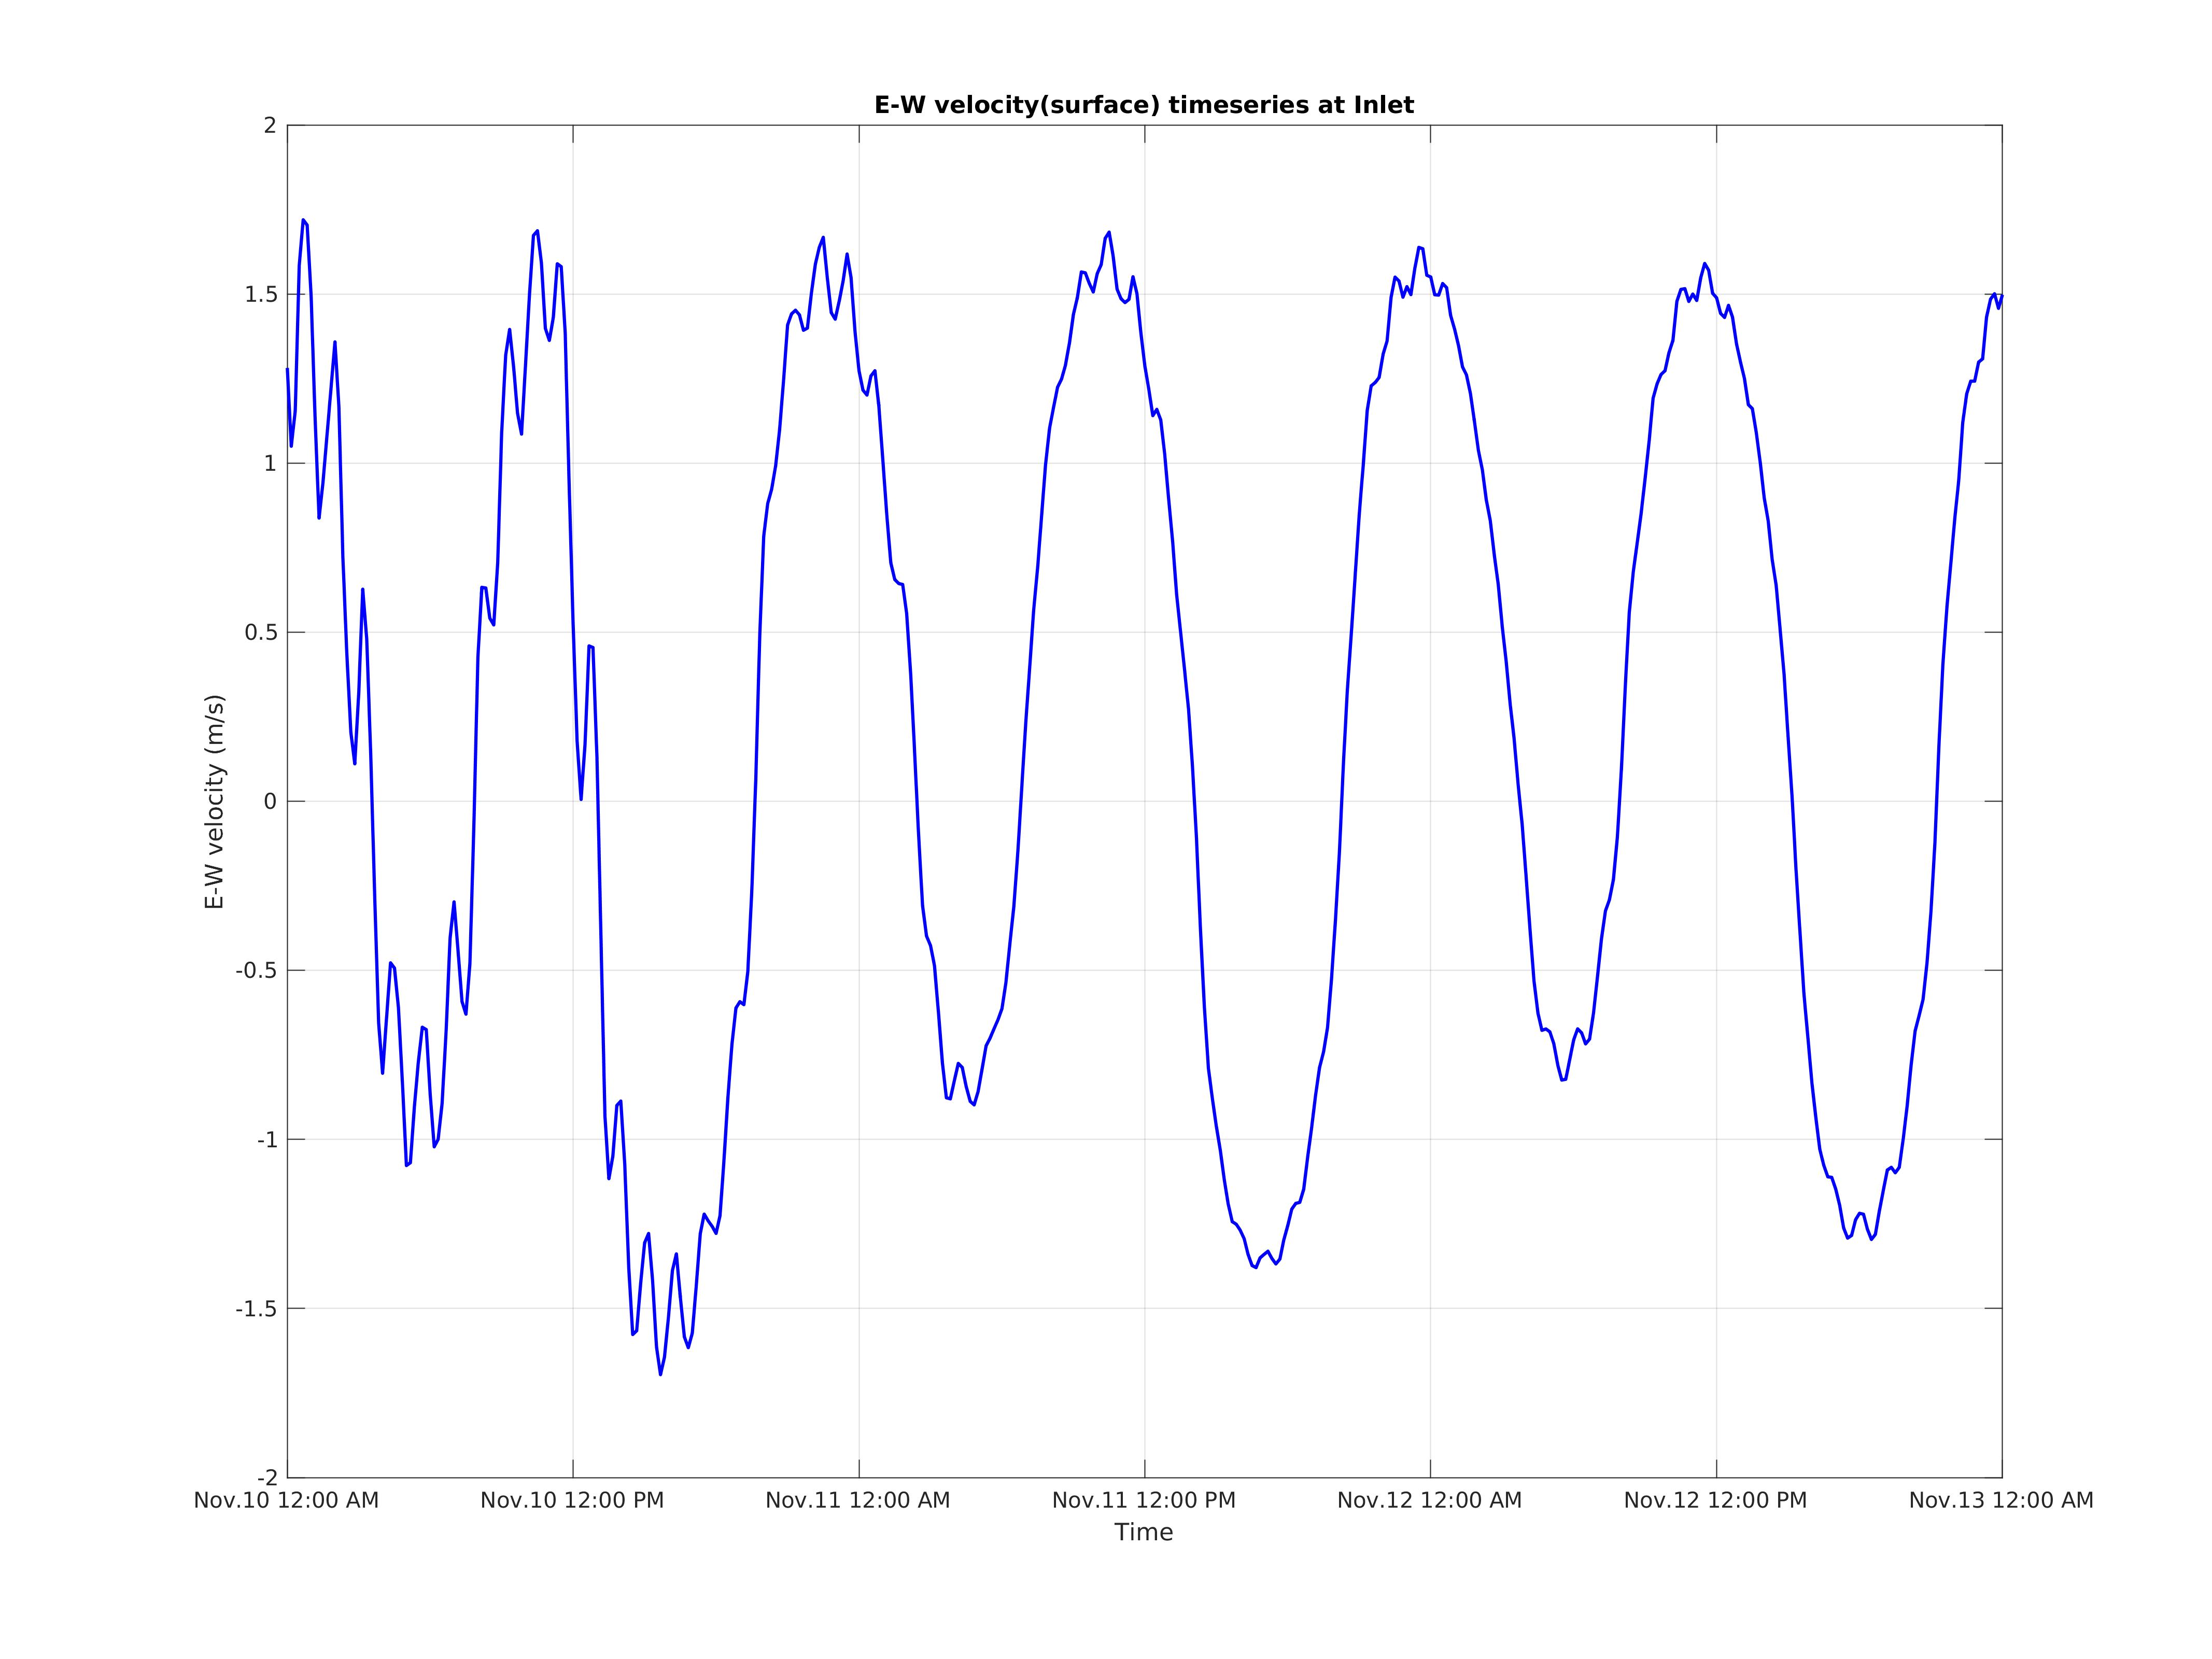 E-W velocity(surface) timeseries at Inlet
2
1.5
1
0.5
0
-0.5
-1
-1.5
-2
E-W velocity (m/s)
Nov.10 12:00 AM
Nov.10 12:00 PM
Nov.11 12:00 AM
Nov.11 12:00 PM
Nov.12 12:00 AM
Nov.12 12:00 PM
Nov.13 12:00 AM
Time